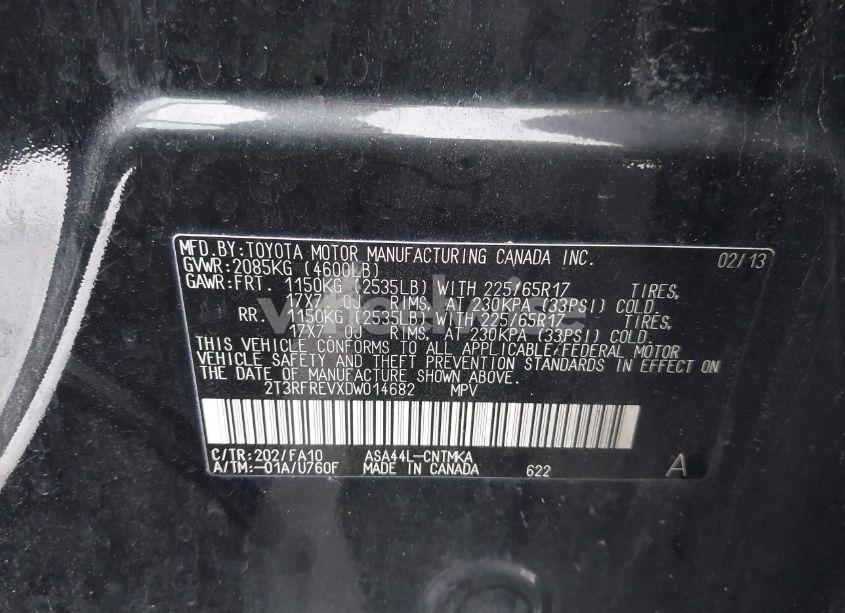 MFD.BY:TOYOTA MOTOR MANUFACTURING CANADA INC. 02/13
GVWR:2085KG (4600LB)
GAWR:FRT. 1150KG (2535LB) WITH 225/65R17 TIRES,
17X7.0J RIMS, AT 230KPA (33PSI) COLD.
RR. 1150KG (2535LB) WITH 225/65R17 TIRES,
17X7.0J RIMS, AT 230KPA (33PSI) COLD.
THIS VEHICLE CONFORMS TO ALL APPLICABLE FEDERAL MOTOR
VEHICLE SAFETY AND THEFT PREVENTION STANDARDS IN EFFECT ON
THE DATE OF MANUFACTURE SHOWN ABOVE.
2T3RFREVXDW014682 MPV
C/TR:202/FA10 ASA44L-CNTMKA
A/TM:-01A/U760F MADE IN CANADA 622 A